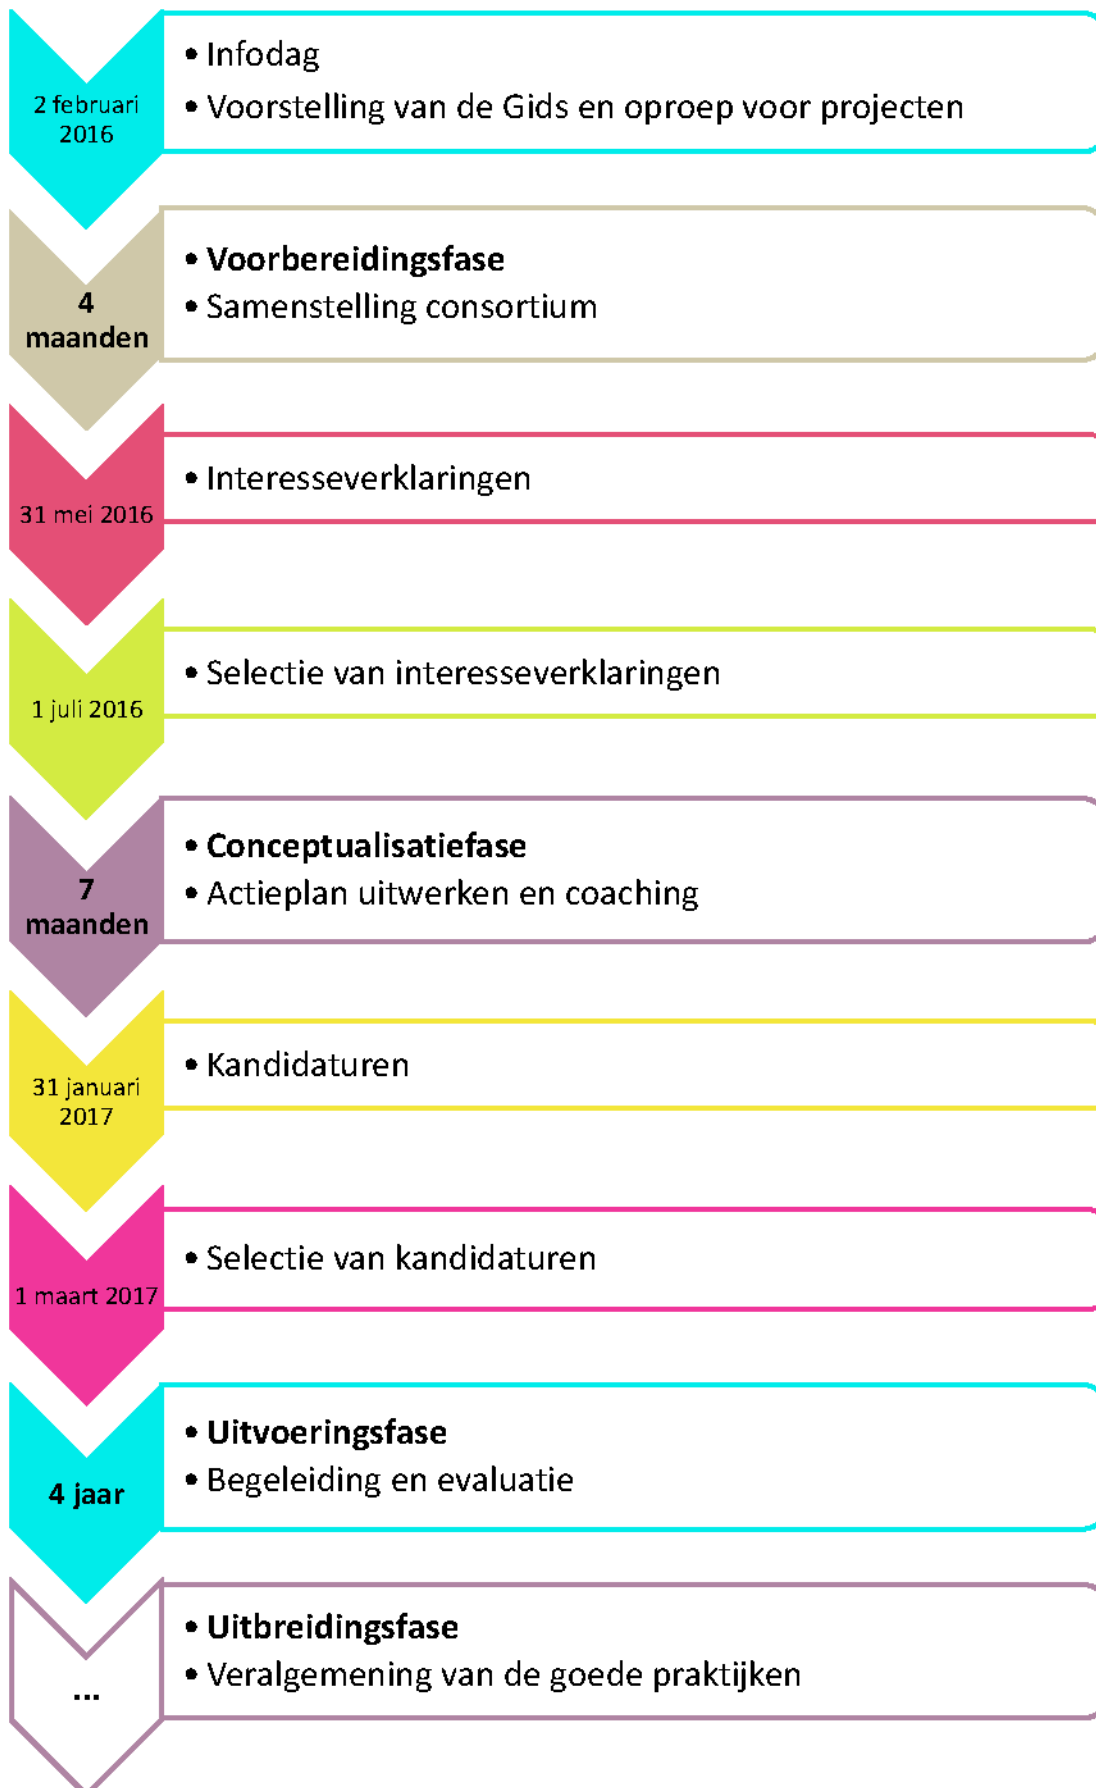 2 februari
2016
• Infodag
• Voorstelling van de Gids en oproep voor projecten
4
maanden
• Voorbereidingsfase
• Samenstelling consortium
31 mei 2016
• Interesseverklaringen
1 juli 2016
• Selectie van interesseverklaringen
7
maanden
• Conceptualisatiefase
• Actieplan uitwerken en coaching
31 januari
2017
• Kandidaturen
1 maart 2017
• Selectie van kandidaturen
4 jaar
• Uitvoeringsfase
• Begeleiding en evaluatie
...
• Uitbreidingsfase
• Veralgemening van de goede praktijken